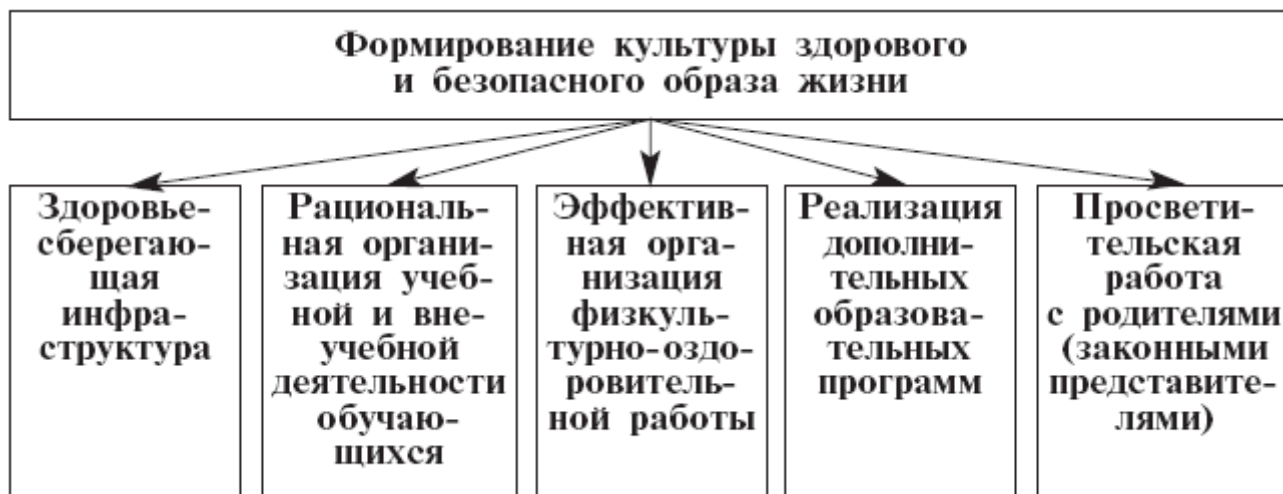 Формирование культуры здорового
и безопасного образа жизни
Здоровье-
сберегаю-
щая
инфра-
структура
Рациональ-
ная органи-
зация учеб-
ной и вне-
учебной
деятельности
обучаю-
щихся
Эффектив-
ная орга-
низация
физкуль-
турно-оздо-
ровитель-
ной работы
Реализация
дополни-
тельных
образова-
тельных
программ
Просвети-
тельская
работа
с родителями
(законными
представите-
лями)